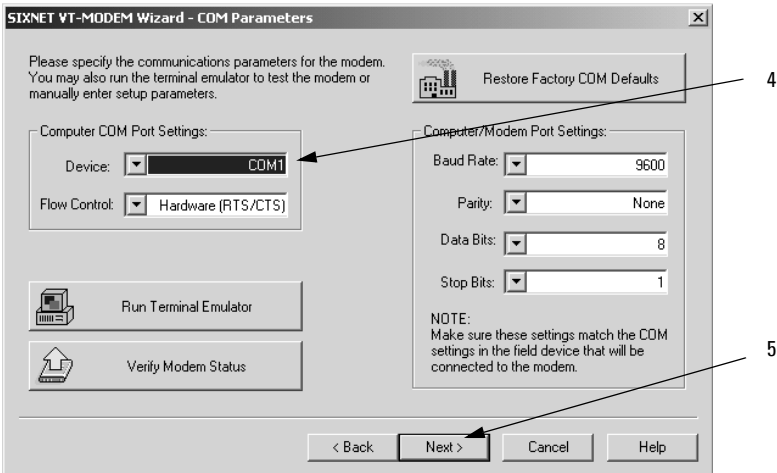 SIXNET VT-MODEM Wizard - COM Parameters
Please specify the communications parameters for the modem.
You may also run the terminal emulator to test the modem or
manually enter setup parameters.
Restore Factory COM Defaults
4
Computer COM Port Settings:
Device: COM1
Flow Control: Hardware (RTS/CTS)
Computer/Modem Port Settings:
Baud Rate: 9600
Parity: None
Data Bits: 8
Stop Bits: 1
NOTE:
Make sure these settings match the COM
settings in the field device that will be
connected to the modem.
Run Terminal Emulator
Verify Modem Status
5
< Back
Next >
Cancel
Help